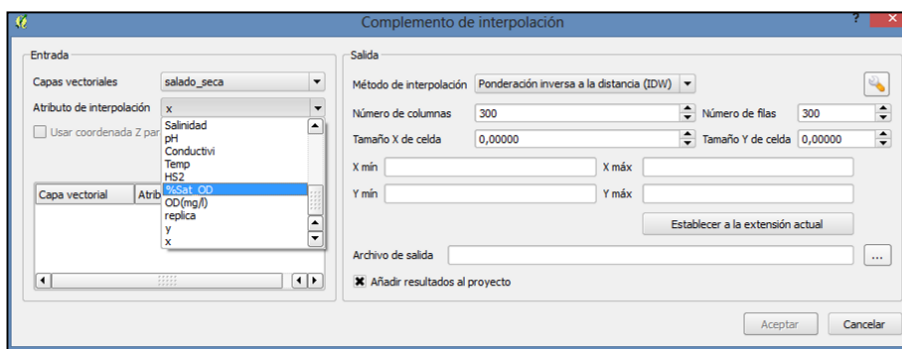 Complemento de interpolación
?
Entrada
Capas vectoriales salado_seca
Atributo de interpolación x
Usar coordenada Z par
Salinidad
pH
Conductivi
Temp
HS2
%Sat_OD
OD(mg/l)
replica
y
x
Capa vectorial Atrib
Salida
Método de interpolación Ponderación inversa a la distancia (IDW)
Número de columnas 300 Número de filas 300
Tamaño X de celda 0,00000 Tamaño Y de celda 0,00000
X mín X máx
Y mín Y máx
Establecer a la extensión actual
Archivo de salida ...
Añadir resultados al proyecto
Aceptar Cancelar